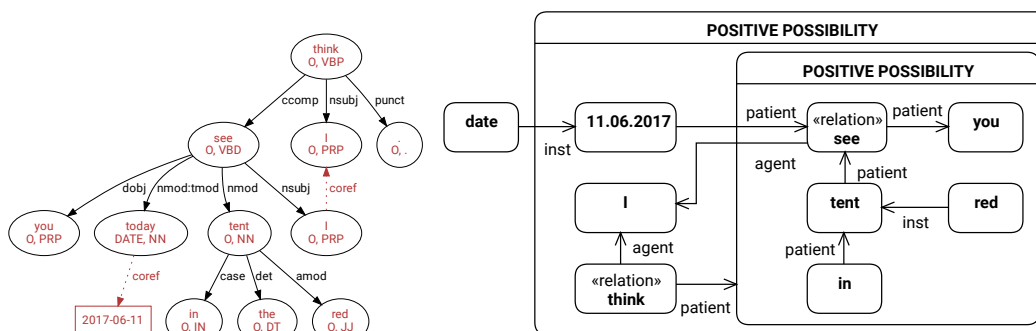 think
O, VBP
ccomp
nsubj
punct
see
O, VBD
I
O, PRP
.
O, .
dobj
nmod:tmod
nmod
nsubj
coref
you
O, PRP
today
DATE, NN
tent
O, NN
I
O, PRP
coref
case
det
amod
2017-06-11
in
O, IN
the
O, DT
red
O, JJ
POSITIVE POSSIBILITY
POSITIVE POSSIBILITY
date
inst
11.06.2017
patient
«relation»
see
patient
you
agent
patient
I
tent
inst
red
agent
patient
«relation»
think
patient
in